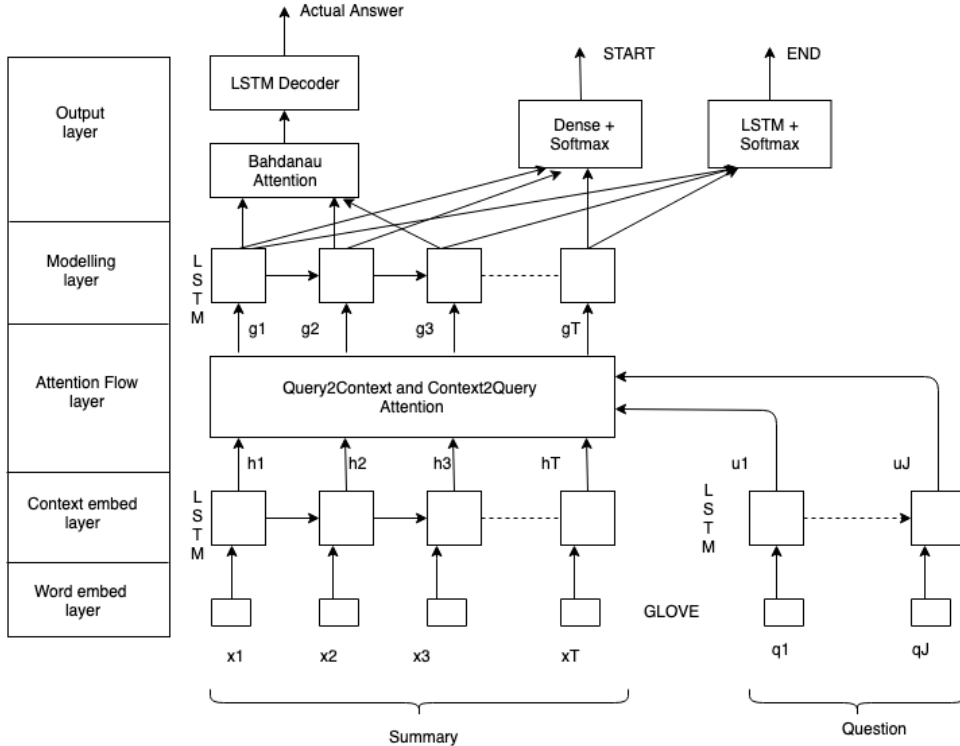 Actual Answer
START
END
LSTM Decoder
Output
layer
Dense +
Softmax
LSTM +
Softmax
Bahdanau
Attention
Modelling
layer
L
S
T
M
g1
g2
g3
gT
Attention Flow
layer
Query2Context and Context2Query
Attention
h1
h2
h3
hT
u1
uJ
Context embed
layer
L
S
T
M
L
S
T
M
Word embed
layer
GLOVE
x1
x2
x3
xT
q1
qJ
Summary
Question